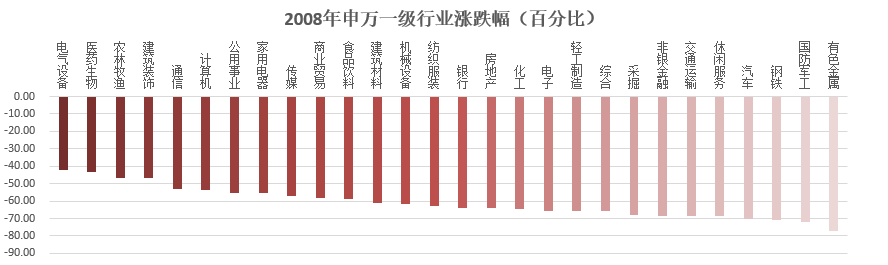 2008年申万一级行业涨跌幅（百分比）
电气设备
医药生物
农林牧渔
建筑装饰
通信
计算机
公用事业
家用电器
传媒
商业贸易
食品饮料
建筑材料
机械设备
纺织服装
银行
房地产
化工
电子
轻工制造
综合
采掘
非银金融
交通运输
休闲服务
汽车
钢铁
国防军工
有色金属
0.00
-10.00
-20.00
-30.00
-40.00
-50.00
-60.00
-70.00
-80.00
-90.00